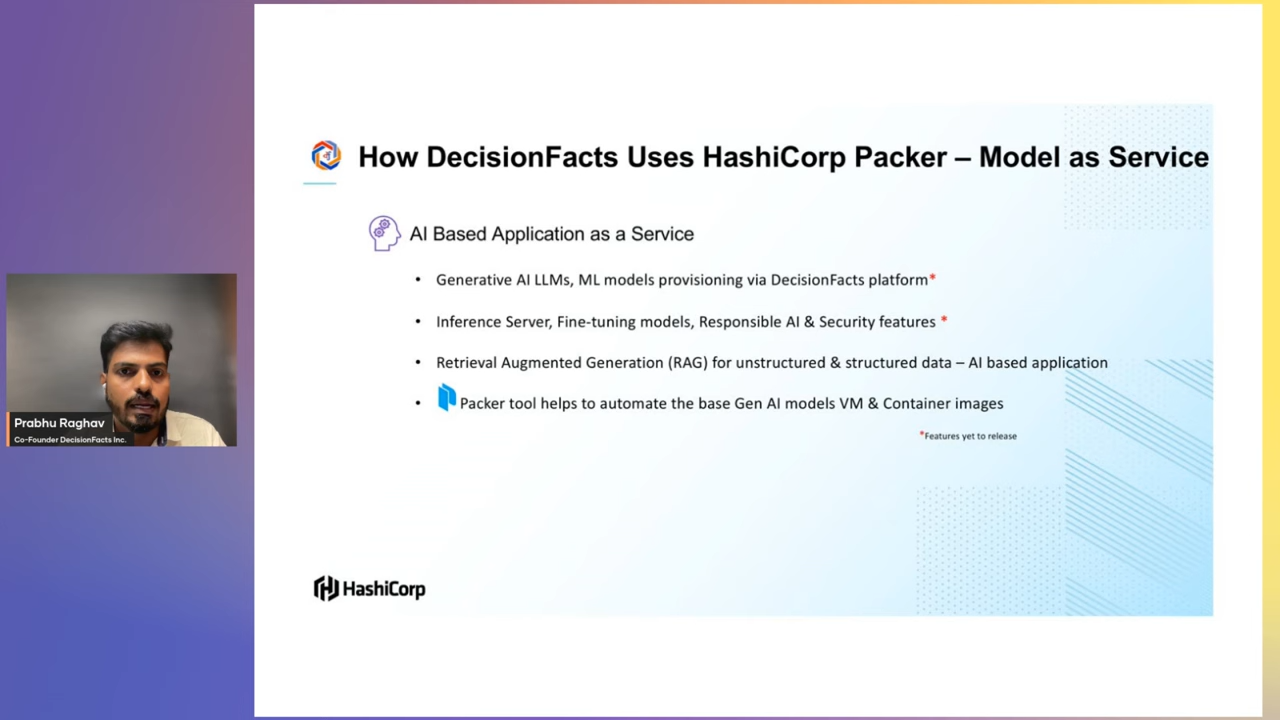 How DecisionFacts Uses HashiCorp Packer – Model as Service
AI Based Application as a Service
• Generative AI LLMs, ML models provisioning via DecisionFacts platform*
• Inference Server, Fine-tuning models, Responsible AI & Security features *
• Retrieval Augmented Generation (RAG) for unstructured & structured data – AI based application
• Packer tool helps to automate the base Gen AI models VM & Container images
*Features yet to release
Prabhu Raghav
Co-Founder DecisionFacts Inc.
HashiCorp